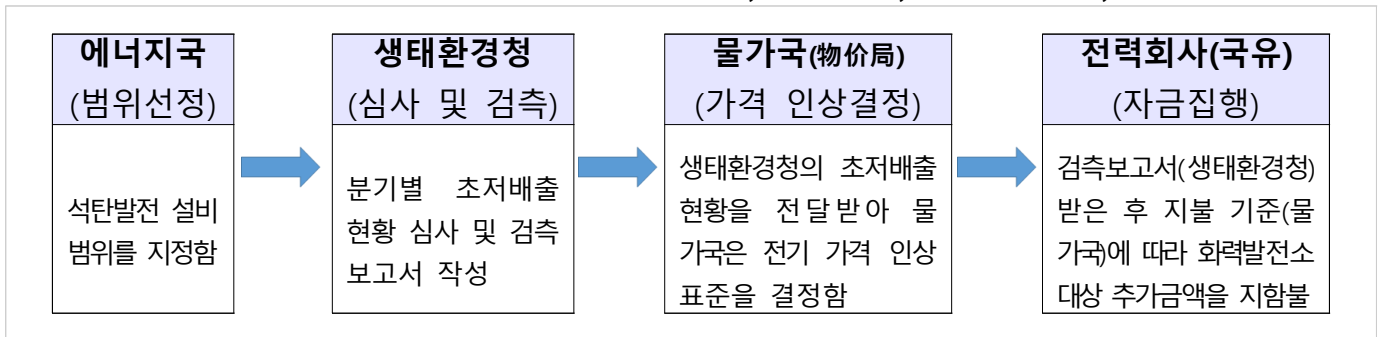 에너지국
(범위선정)
석탄발전 설비
범위를 지정함
생태환경청
(심사 및 검측)
분기별 초저배출
현황 심사 및 검측
보고서 작성
물가국(物价局)
(가격 인상결정)
생태환경청의 초저배출
현황을 전달받아 물
가국은 전기 가격 인상
표준을 결정함
전력회사(국유)
(자금집행)
검측보고서(생태환경청)
받은 후 지불 기준(물
가국)에 따라 화력발전소
대상 추가금액을 지함불